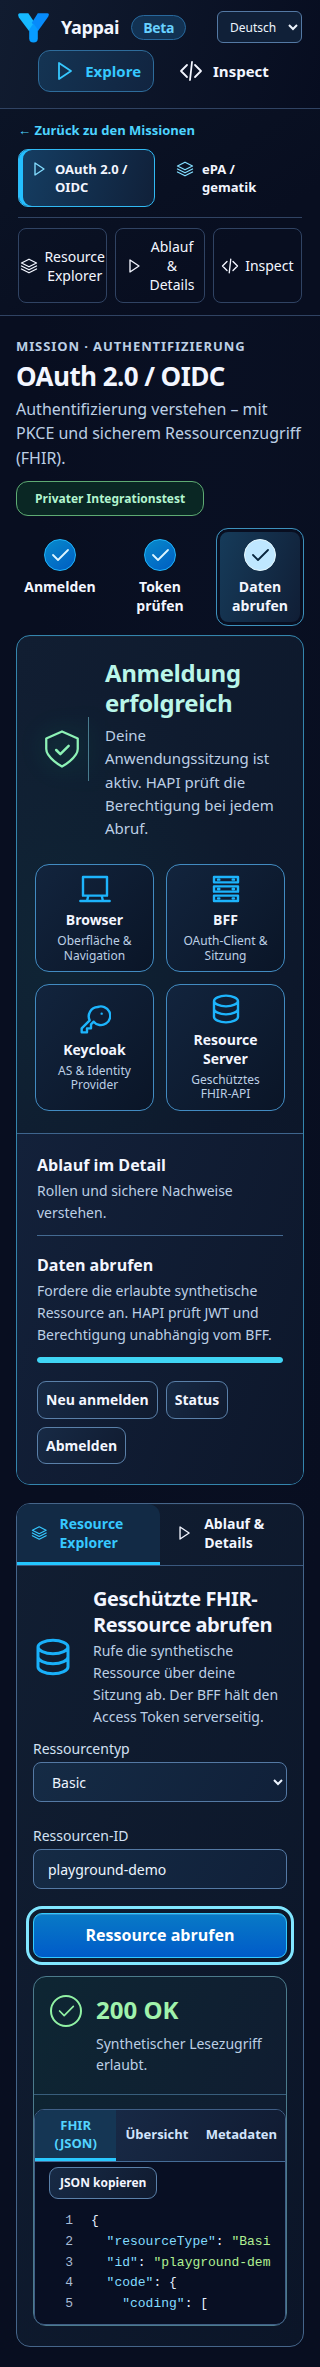 Yappai Beta Deutsch
Explore Inspect
← Zurück zu den Missionen
OAuth 2.0 /
OIDC
ePA /
gematik
Resource
Explorer
Ablauf
&
Details
Inspect
MISSION · AUTHENTIFIZIERUNG
OAuth 2.0 / OIDC
Authentifizierung verstehen – mit
PKCE und sicherem Ressourcenzugriff
(FHIR).
Privater Integrationstest
Anmelden
Token
prüfen
Daten
abrufen
Anmeldung
erfolgreich
Deine
Anwendungssitzung ist
aktiv. HAPI prüft die
Berechtigung bei jedem
Abruf.
Browser
Oberfläche &
Navigation
BFF
OAuth-Client &
Sitzung
Keycloak
AS & Identity
Provider
Resource
Server
Geschütztes
FHIR-API
Ablauf im Detail
Rollen und sichere Nachweise
verstehen.
Daten abrufen
Fordere die erlaubte synthetische
Ressource an. HAPI prüft JWT und
Berechtigung unabhängig vom BFF.
Neu anmelden Status
Abmelden
Resource
Explorer
Ablauf &
Details
Geschützte FHIR-
Ressource abrufen
Rufe die synthetische
Ressource über deine
Sitzung ab. Der BFF hält den
Access Token serverseitig.
Ressourcentyp
Basic
Ressourcen-ID
playground-demo
Ressource abrufen
200 OK
Synthetischer Lesezugriff
erlaubt.
FHIR
(JSON)
Übersicht Metadaten
JSON kopieren
1 {
2 "resourceType": "Basi
3 "id": "playground-dem
4 "code": {
5 "coding": [